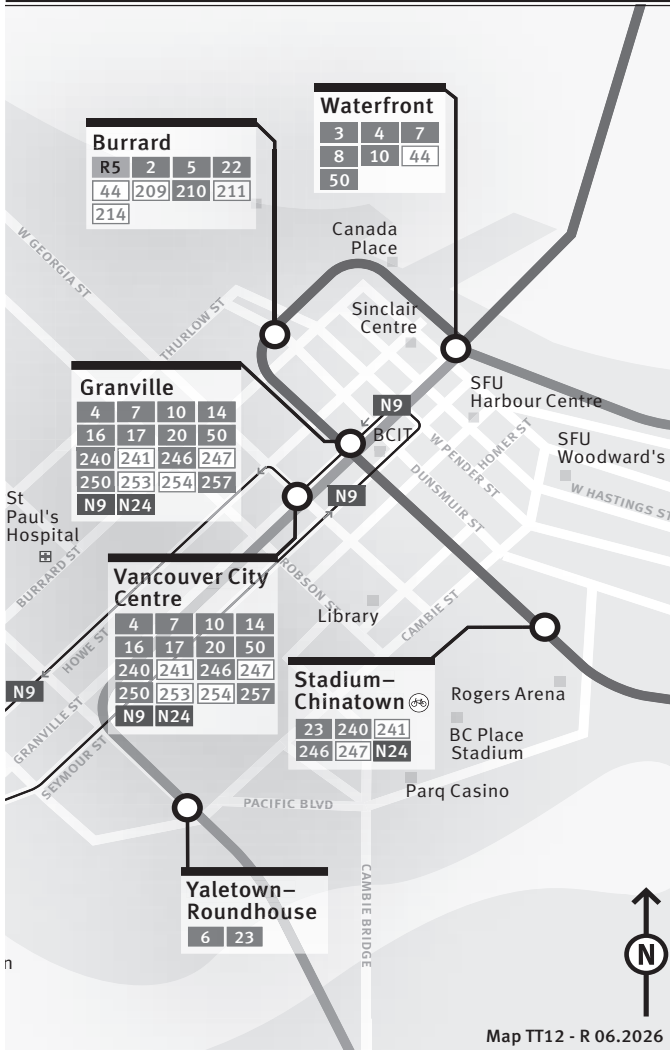 Waterfront
3 4 7
8 10 44
50
Burrard
R5 2 5 22
44 209 210 211
214
Canada
Place
W GEORGIA ST
THURLOW ST
Sinclair
Centre
Granville
4 7 10 14
16 17 20 50
240 241 246 247
250 253 254 257
N9 N24
N9
BCIT
SFU
Harbour Centre
W PENDER ST
HOMER ST
SFU
Woodward's
DUNSMUIR ST
W HASTINGS ST
N9
St
Paul's
Hospital
BURRARD ST
Vancouver City
Centre
4 7 10 14
16 17 20 50
240 241 246 247
250 253 254 257
N9 N24
ROBSON ST
Library
CAMBIE ST
HOWE ST
N9
Stadium–
Chinatown
23 240 241
246 247 N24
Rogers Arena
BC Place
Stadium
GRANVILLE ST
SEYMOUR ST
Parq Casino
PACIFIC BLVD
Yaletown–
Roundhouse
6 23
CAMBIE BRIDGE
n
N
Map TT12 - R 06.2026